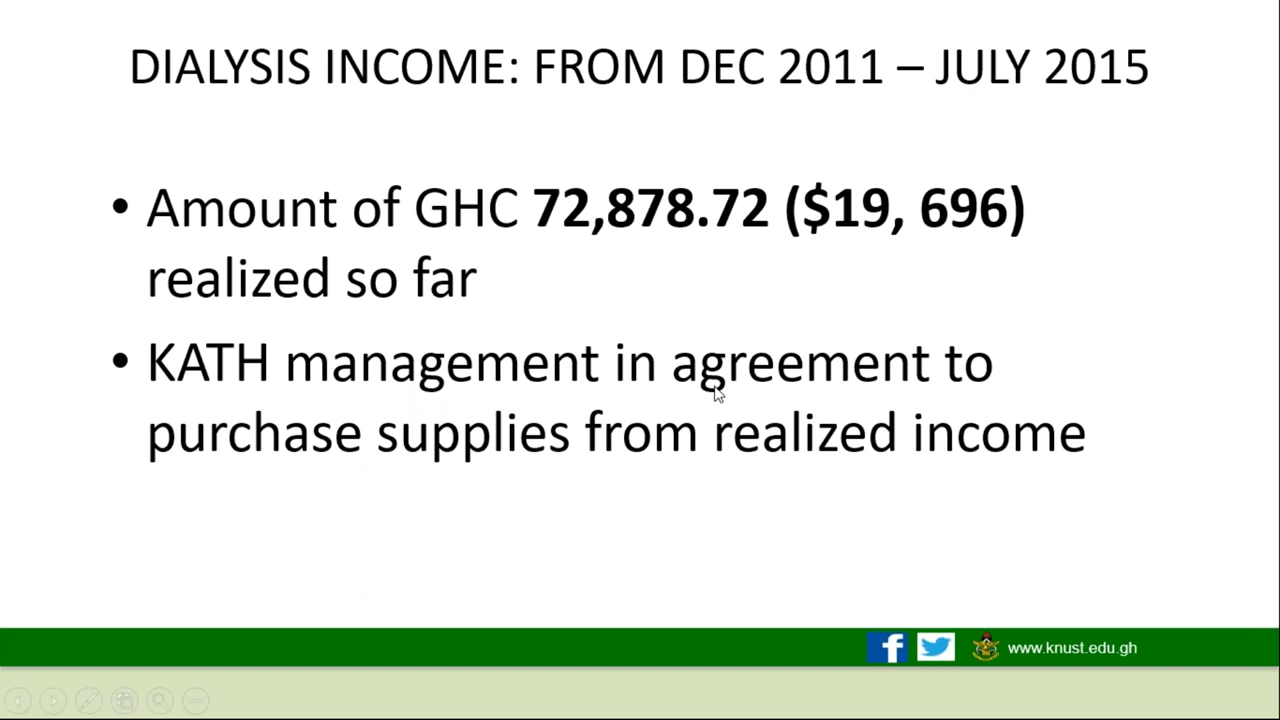 DIALYSIS INCOME: FROM DEC 2011 – JULY 2015
• Amount of GHC 72,878.72 ($19, 696)
realized so far
• KATH management in agreement to
purchase supplies from realized income
www.knust.edu.gh